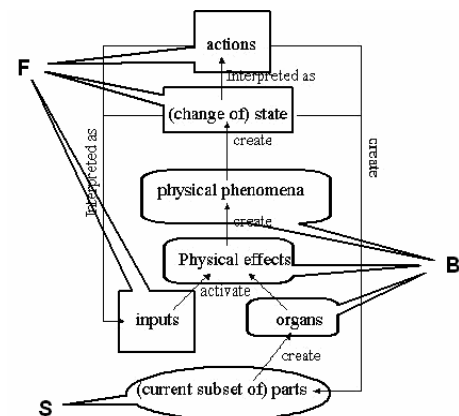 actions
F
Interpreted as
(change of) state
Interpreted as
create
create
physical phenomena
create
Physical effects
B
activate
inputs
organs
create
(current subset of) parts
S